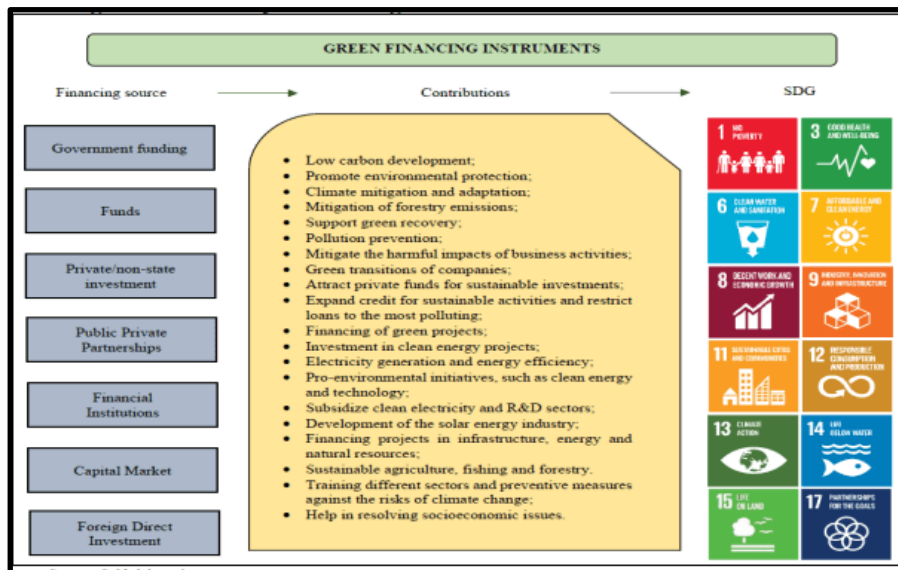 GREEN FINANCING INSTRUMENTS
Financing source
Contributions
SDG
Government funding
Funds
Private/non-state
investment
Public Private
Partnerships
Financial
Institutions
Capital Market
Foreign Direct
Investment
• Low carbon development;
• Promote environmental protection;
• Climate mitigation and adaptation;
• Mitigation of forestry emissions;
• Support green recovery;
• Pollution prevention;
• Mitigate the harmful impacts of business activities;
• Green transitions of companies;
• Attract private funds for sustainable investments;
• Expand credit for sustainable activities and restrict
loans to the most polluting;
• Financing of green projects;
• Investment in clean energy projects;
• Electricity generation and energy efficiency;
• Pro-environmental initiatives, such as clean energy
and technology;
• Subsidize clean electricity and R&D sectors;
• Development of the solar energy industry;
• Financing projects in infrastructure, energy and
natural resources;
• Sustainable agriculture, fishing and forestry.
• Training different sectors and preventive measures
against the risks of climate change;
• Help in resolving socioeconomic issues.
1 NO
POVERTY
3 GOOD HEALTH
AND WELL-BEING
6 CLEAN WATER
AND SANITATION
7 AFFORDABLE AND
CLEAN ENERGY
8 DECENT WORK AND
ECONOMIC GROWTH
9 INDUSTRY, INNOVATION
AND INFRASTRUCTURE
11 SUSTAINABLE CITIES
AND COMMUNITIES
12 RESPONSIBLE
CONSUMPTION
AND PRODUCTION
13 CLIMATE
ACTION
14 LIFE
BELOW WATER
15 LIFE
ON LAND
17 PARTNERSHIPS
FOR THE GOALS